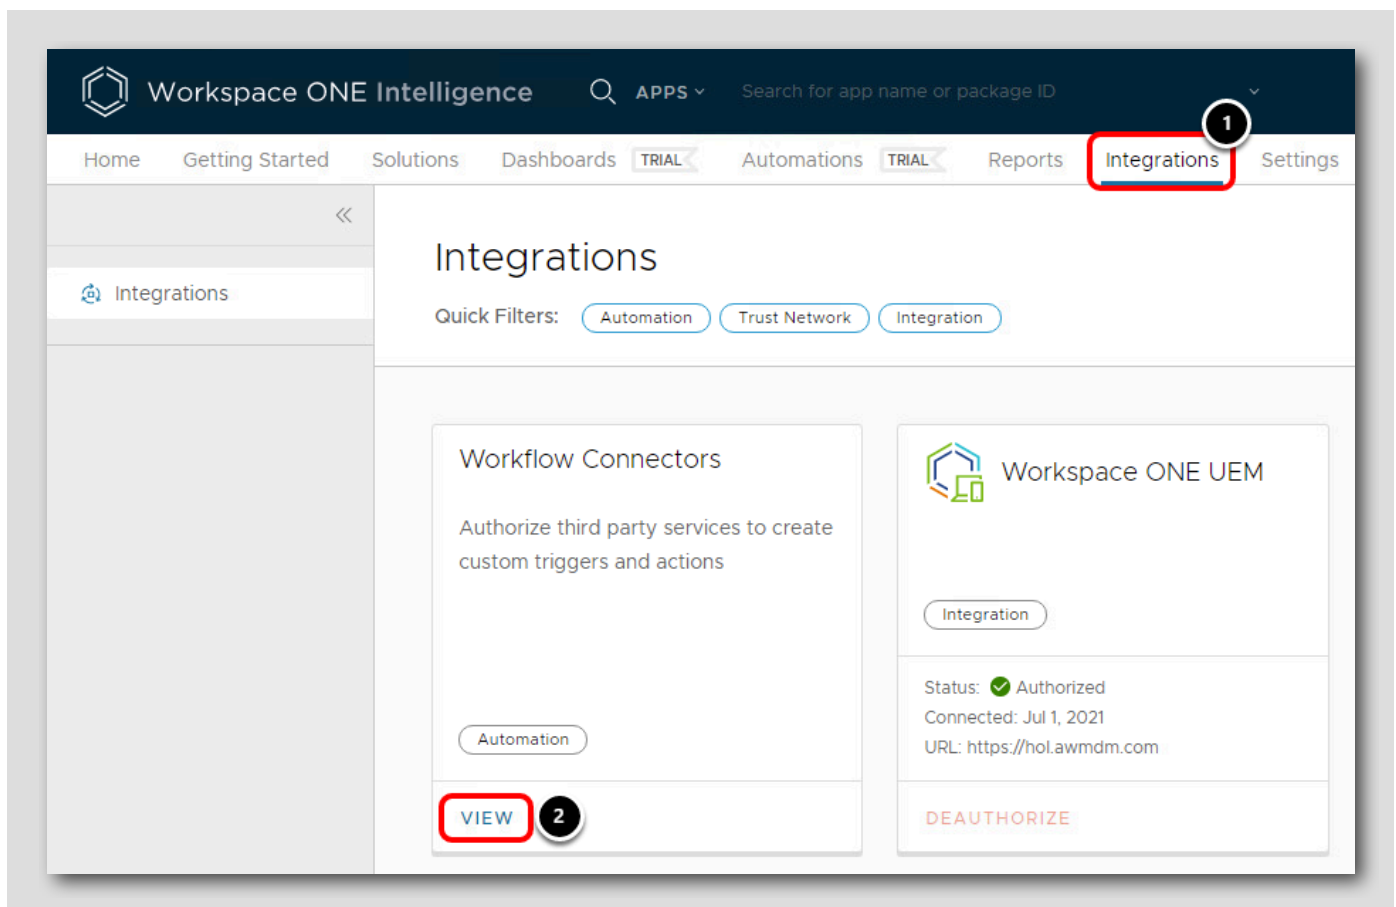 Workspace ONE Intelligence APPS Search for app name or package ID
1
Home Getting Started Solutions Dashboards TRIAL Automations TRIAL Reports Integrations Settings
Integrations
Integrations
Quick Filters: Automation Trust Network Integration
Workflow Connectors
Authorize third party services to create
custom triggers and actions
Automation
VIEW 2
Workspace ONE UEM
Integration
Status: Authorized
Connected: Jul 1, 2021
URL: https://hol.awmdm.com
DEAUTHORIZE